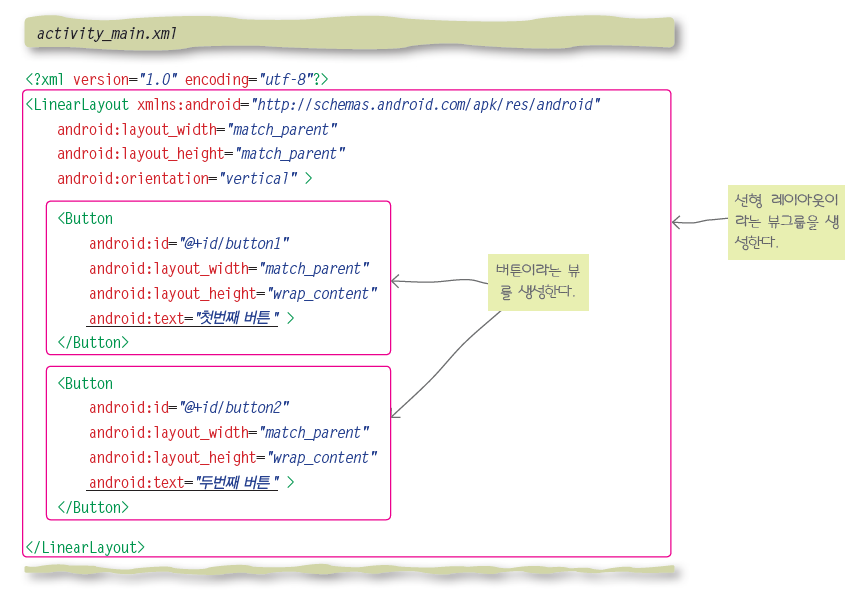 activity_main.xml
<?xml version="1.0" encoding="utf-8"?>
<LinearLayout xmlns:android="http://schemas.android.com/apk/res/android"
android:layout_width="match_parent"
android:layout_height="match_parent"
android:orientation="vertical" >
<Button
android:id="@+id/button1"
android:layout_width="match_parent"
android:layout_height="wrap_content"
android:text="첫번째 버튼" >
</Button>
<Button
android:id="@+id/button2"
android:layout_width="match_parent"
android:layout_height="wrap_content"
android:text="두번째 버튼" >
</Button>
</LinearLayout>
버튼이라는 뷰
를 생성한다.
선형 레이아웃이
라는 뷰그룹을 생
성한다.